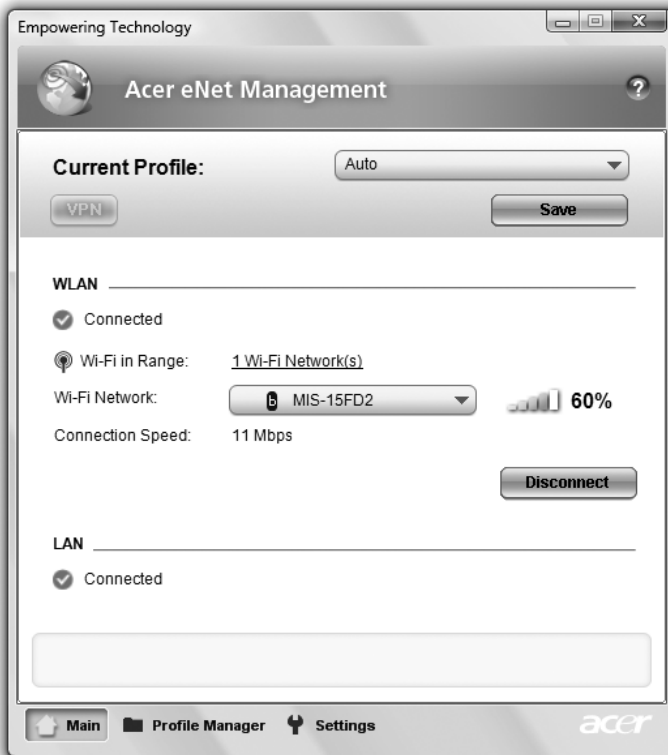 Empowering Technology
Acer eNet Management
?
Current Profile:
Auto
VPN
Save
WLAN
Connected
Wi-Fi in Range:
1 Wi-Fi Network(s)
Wi-Fi Network:
b MIS-15FD2
60%
Connection Speed:
11 Mbps
Disconnect
LAN
Connected
Main
Profile Manager
Settings
acer